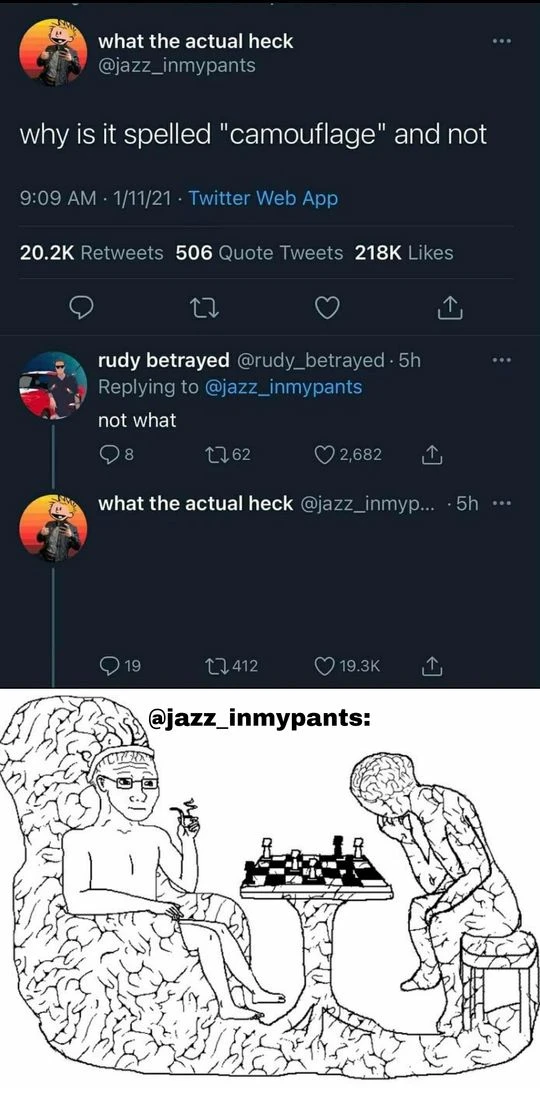 what the actual heck
@jazz_inmypants
why is it spelled "camouflage" and not
9:09 AM · 1/11/21 · Twitter Web App
20.2K Retweets 506 Quote Tweets 218K Likes
rudy betrayed @rudy_betrayed · 5h
Replying to @jazz_inmypants
not what
8 62 2,682
what the actual heck @jazz_inmyp... · 5h
19 412 19.3K
@jazz_inmypants: